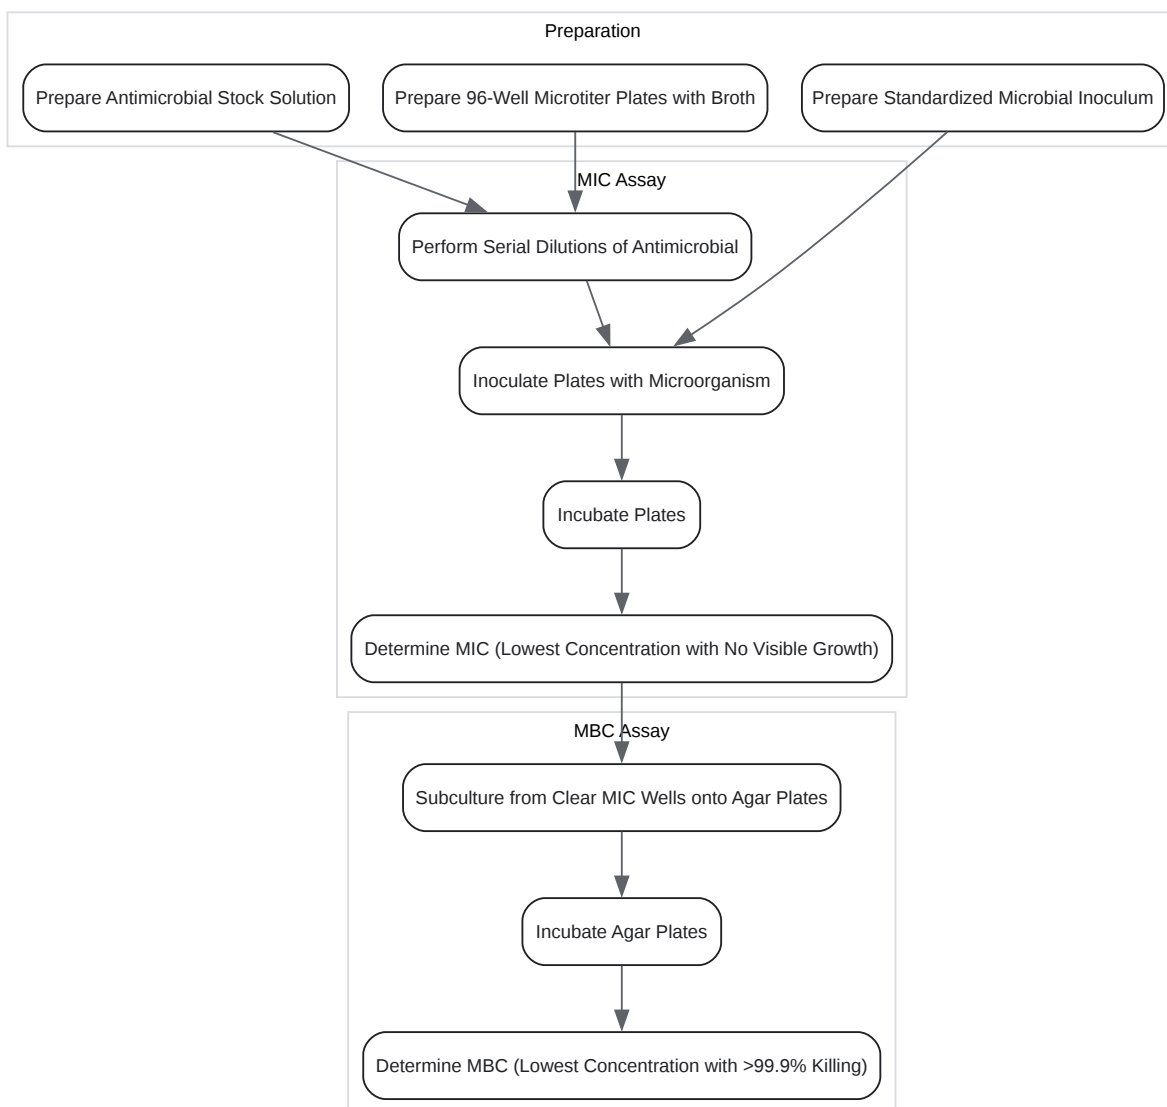 Preparation
Prepare Antimicrobial Stock Solution
Prepare 96-Well Microtiter Plates with Broth
Prepare Standardized Microbial Inoculum
MIC Assay
Perform Serial Dilutions of Antimicrobial
Inoculate Plates with Microorganism
Incubate Plates
Determine MIC (Lowest Concentration with No Visible Growth)
MBC Assay
Subculture from Clear MIC Wells onto Agar Plates
Incubate Agar Plates
Determine MBC (Lowest Concentration with >99.9% Killing)